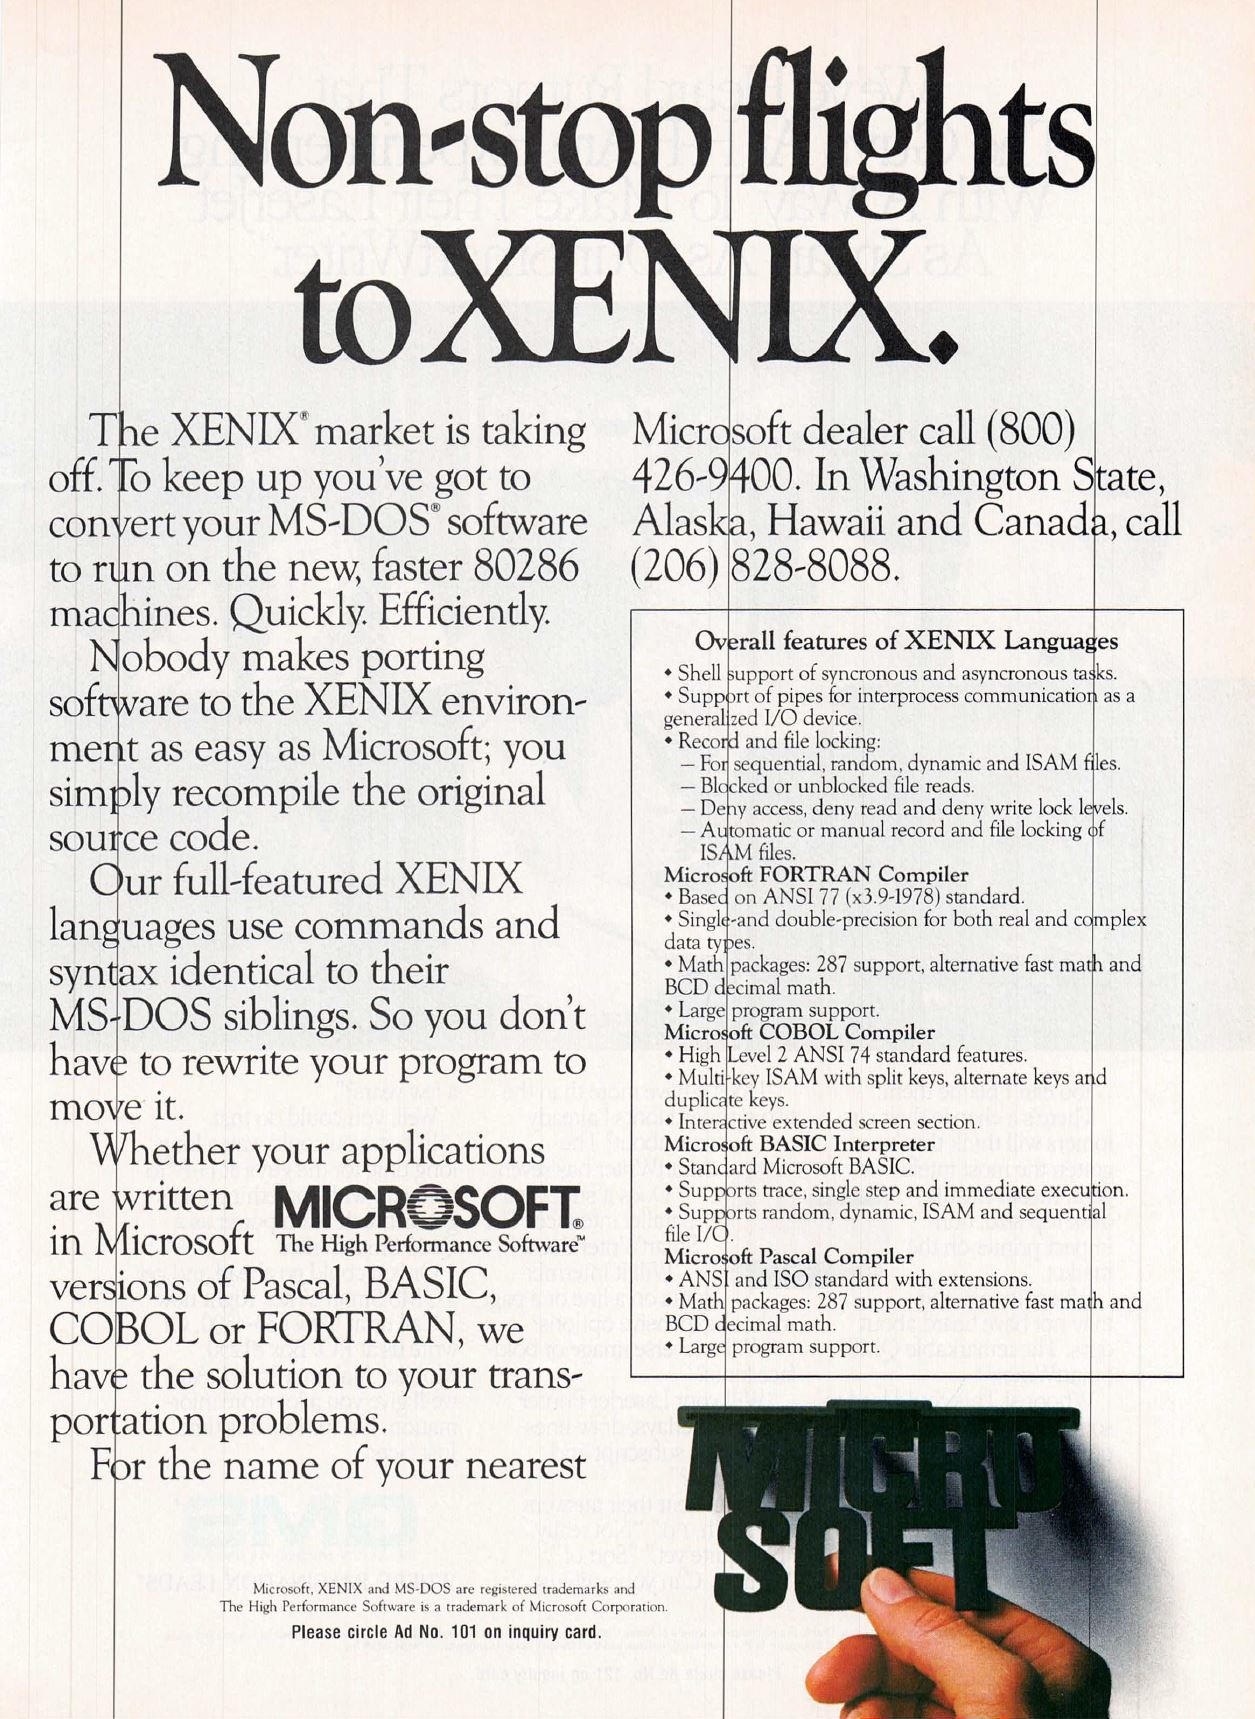 Non-stop flights
to XENIX.
The XENIX® market is taking
off. To keep up you've got to
convert your MS-DOS® software
to run on the new, faster 80286
machines. Quickly. Efficiently.
Nobody makes porting
software to the XENIX environ-
ment as easy as Microsoft; you
simply recompile the original
source code.
Our full-featured XENIX
languages use commands and
syntax identical to their
MS-DOS siblings. So you don't
have to rewrite your program to
move it.
Whether your applications
are written
in Microsoft
versions of Pascal, BASIC,
COBOL or FORTRAN, we
have the solution to your trans-
portation problems.
For the name of your nearest
MICROSOFT®
The High Performance Software™
Microsoft dealer call (800)
426-9400. In Washington State,
Alaska, Hawaii and Canada, call
(206) 828-8088.
Overall features of XENIX Languages
◆ Shell support of syncronous and asyncronous tasks.
◆ Support of pipes for interprocess communication as a
generalized I/O device.
◆ Record and file locking:
— For sequential, random, dynamic and ISAM files.
— Blocked or unblocked file reads.
— Deny access, deny read and deny write lock levels.
— Automatic or manual record and file locking of
ISAM files.
Microsoft FORTRAN Compiler
◆ Based on ANSI 77 (x3.9-1978) standard.
◆ Single-and double-precision for both real and complex
data types.
◆ Math packages: 287 support, alternative fast math and
BCD decimal math.
◆ Large program support.
Microsoft COBOL Compiler
◆ High Level 2 ANSI 74 standard features.
◆ Multi-key ISAM with split keys, alternate keys and
duplicate keys.
◆ Interactive extended screen section.
Microsoft BASIC Interpreter
◆ Standard Microsoft BASIC.
◆ Supports trace, single step and immediate execution.
◆ Supports random, dynamic, ISAM and sequential
file I/O.
Microsoft Pascal Compiler
◆ ANSI and ISO standard with extensions.
◆ Math packages: 287 support, alternative fast math and
BCD decimal math.
◆ Large program support.
MICRO
SOFT
Microsoft, XENIX and MS-DOS are registered trademarks and
The High Performance Software is a trademark of Microsoft Corporation.
Please circle Ad No. 101 on inquiry card.